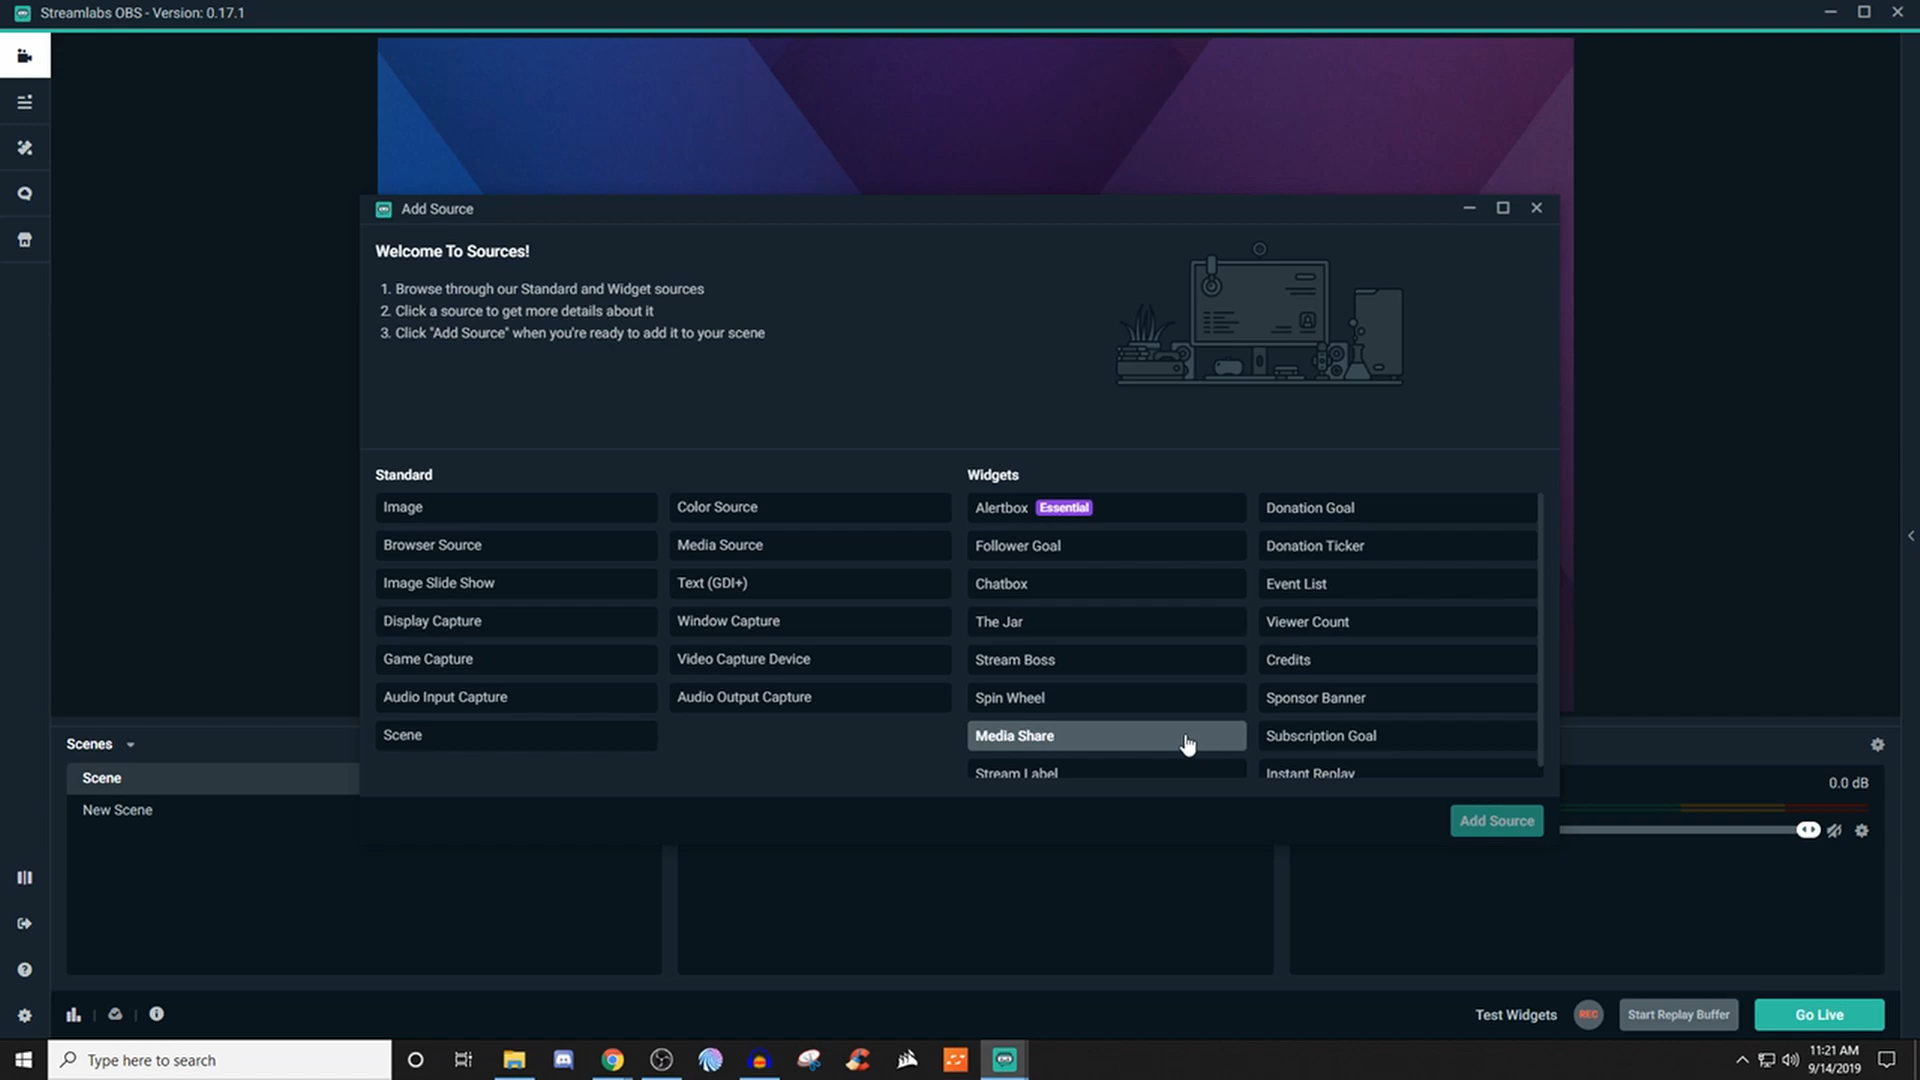 Streamlabs OBS - Version: 0.17.1
Add Source
Welcome To Sources!
1. Browse through our Standard and Widget sources
2. Click a source to get more details about it
3. Click "Add Source" when you're ready to add it to your scene
Standard
Image
Color Source
Browser Source
Media Source
Image Slide Show
Text (GDI+)
Display Capture
Window Capture
Game Capture
Video Capture Device
Audio Input Capture
Audio Output Capture
Scene
Widgets
Alertbox Essential
Donation Goal
Follower Goal
Donation Ticker
Chatbox
Event List
The Jar
Viewer Count
Stream Boss
Credits
Spin Wheel
Sponsor Banner
Media Share
Subscription Goal
Stream Label
Instant Replay
Add Source
Scenes
Scene
New Scene
0.0 dB
Test Widgets
REC
Start Replay Buffer
Go Live
Type here to search
11:21 AM
9/14/2019